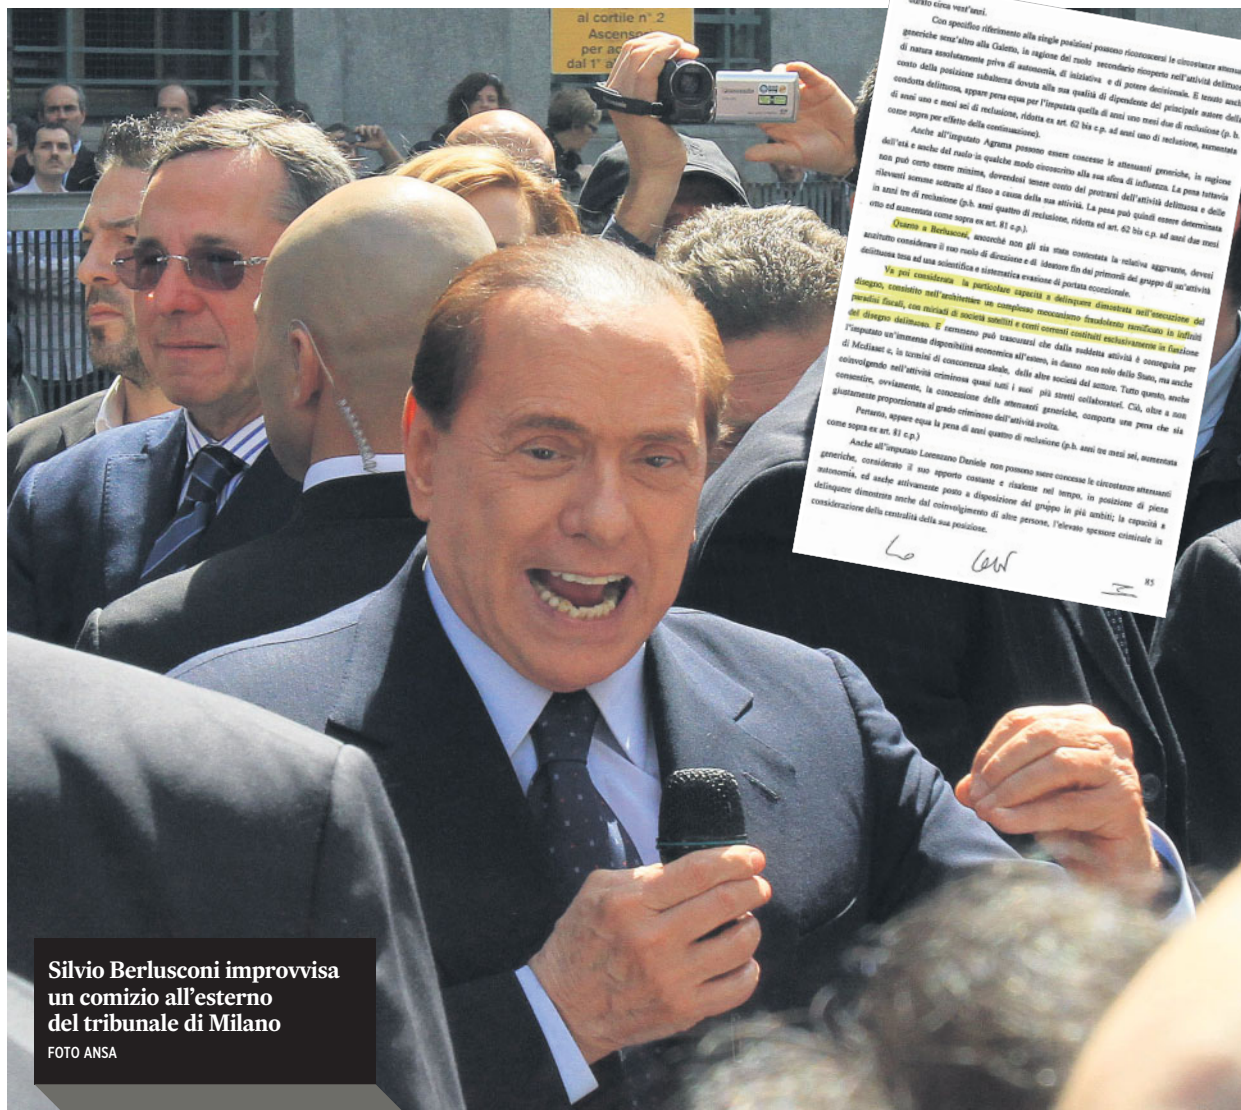 al cortile n° 2
Ascenso
per ac
dal 1° a
Panasonic
durato circa vent'anni.
Con specifico riferimento alla single posizioni possono riconoscersi le circostanze attenua
generiche senz'altro alla Galetto, in ragione del ruolo secondario ricoperto nell'attività delittuos
di natura assolutamente priva di autonomia, di iniziativa e di potere decisionale. E tenuto anch
conto della posizione subalterna dovuta alla sua qualità di dipendente del principale autore della
condotta delittuosa, appare pena equa per l'imputata quella di anni uno mesi due di reclusione (p. b.
di anni uno e mesi sei di reclusione, ridotta ex art. 62 bis c.p. ad anni uno di reclusione, aumentata
come sopra per effetto della continuazione).
Anche all'imputato Agrama possono essere concesse le attenuanti generiche, in ragione
dell'età e anche del ruolo in qualche modo circoscritto alla sua sfera di influenza. La pena tuttavia
non può certo essere minima, dovendosi tenere conto del protrarsi dell'attività delittuosa e delle
rilevanti somme sottratte al fisco a causa della sua attività. La pena può quindi essere determinata
in anni tre di reclusione (p.b. anni quattro di reclusione, ridotta ed art. 62 bis c.p. ad anni due mesi
otto ed aumentata come sopra ex art. 81 c.p.).
Quanto a Berlusconi, ancorchè non gli sia stata contestata la relativa aggravante, devesi
anzitutto considerare il suo ruolo di direzione e di ideatore fin dai primordi del gruppo di un'attività
delittuosa tesa ad una scientifica e sistematica evasione di portata eccezionale.
Va poi considerata la particolare capacità a delinquere dimostrata nell'esecuzione del
disegno, consistito nell'architettare un complesso meccanismo fraudolento ramificato in infiniti
paradisi fiscali, con miriadi di società satelliti e conti correnti costituiti esclusivamente in funzione
del disegno delittuoso. E nemmeno può trascurarsi che dalla suddetta attività è conseguita per
l'imputato un'immensa disponibilità economica all'estero, in danno non solo dello Stato, ma anche
di Mediaset e, in termini di concorrenza sleale, delle altre società del settore. Tutto questo, anche
coinvolgendo nell'attività criminosa quasi tutti i suoi più stretti collaboratori. Ciò, oltre a non
consentire, ovviamente, la concessione delle attenuanti generiche, comporta una pena che sia
giustamente proporzionata al grado criminoso dell'attività svolta.
Pertanto, appare equa la pena di anni quattro di reclusione (p.b. anni tre mesi sei, aumentata
come sopra ex art. 81 c.p.)
Anche all'imputato Lorenzano Daniele non possono ssere concesse le circostanze attenuanti
generiche, considerato il suo apporto costante e risalente nel tempo, in posizione di piena
autonomia, ed anche attivamente posto a disposizione del gruppo in più ambiti; la capacità a
delinquere dimostrata anche dal coinvolgimento di altre persone, l'elevato spessore criminale in
considerazione della centralità della sua posizione.
85
Silvio Berlusconi improvvisa
un comizio all'esterno
del tribunale di Milano
FOTO ANSA